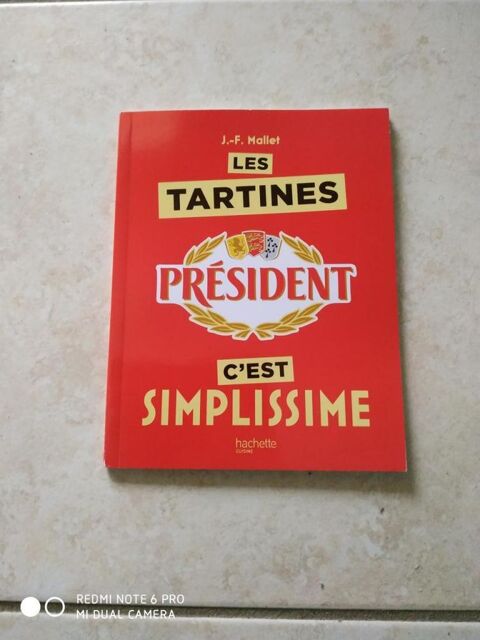 J.-F. Mallet
LES
TARTINES
PRÉSIDENT
C'EST
SIMPLISSIME
hachette
CUISINE
REDMI NOTE 6 PRO
MI DUAL CAMERA